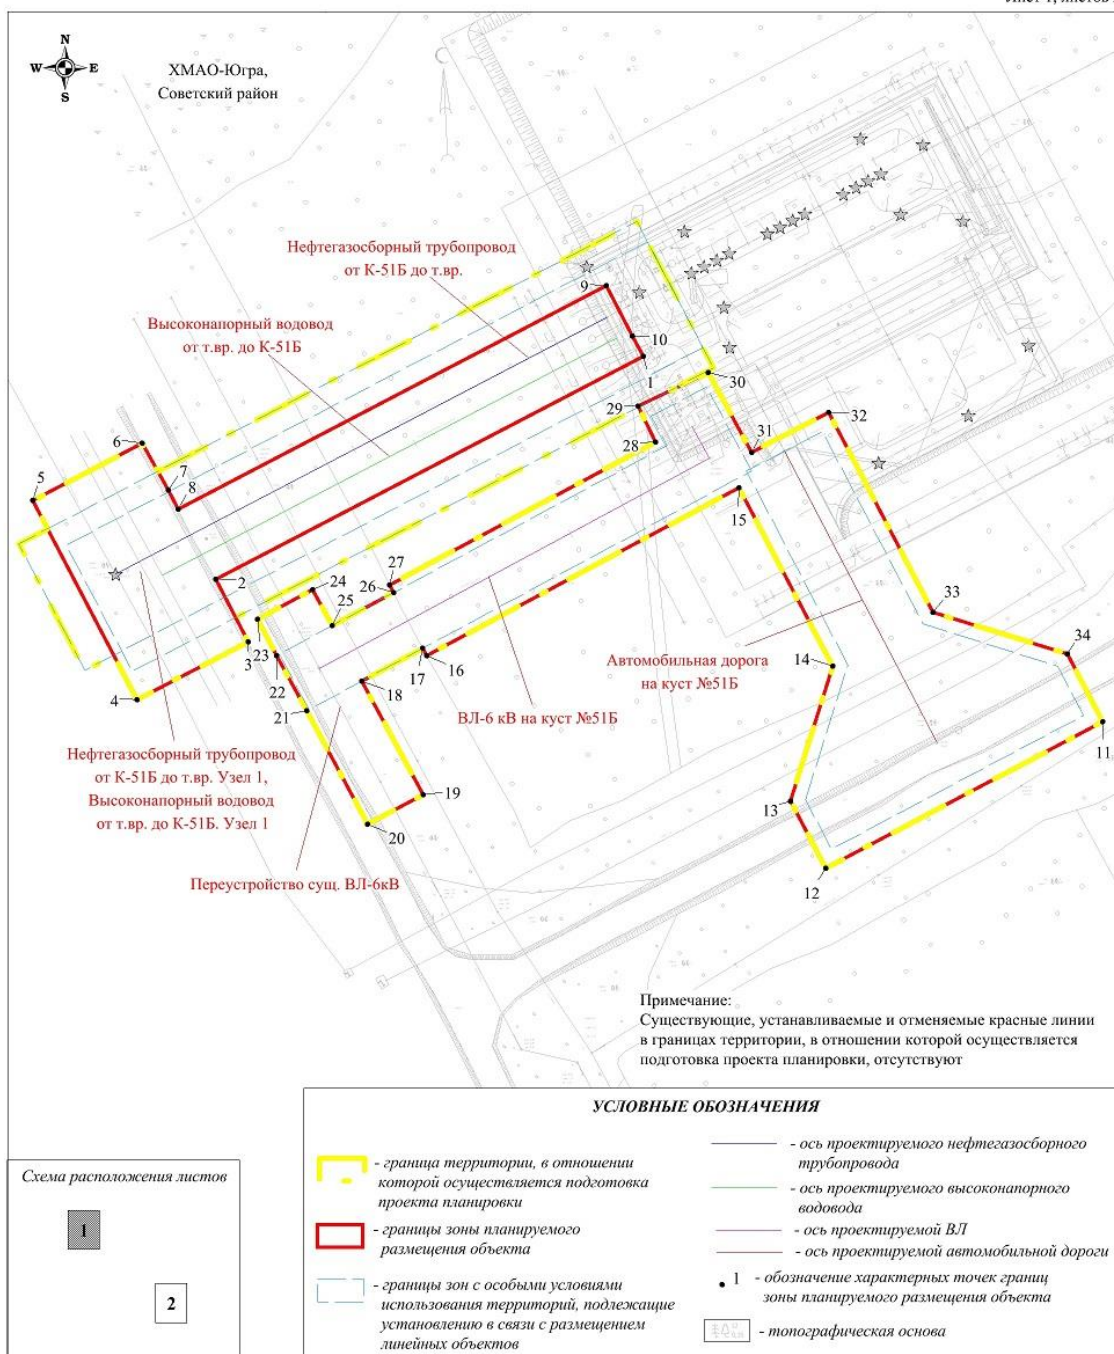 N
W E
S
ХМАО-Югра,
Советский район
Нефтегазосборный трубопровод
от К-51Б до т.вр.
Высоконапорный водовод
от т.вр. до К-51Б
9
10
1
30
29
28
31
32
6
7
8
5
15
2
24
27
26
25
23
3
22
17
16
18
21
4
33
34
14
11
Автомобильная дорога
на куст №51Б
ВЛ-6 кВ на куст №51Б
Нефтегазосборный трубопровод
от К-51Б до т.вр. Узел 1,
Высоконапорный водовод
от т.вр. до К-51Б. Узел 1
19
20
13
12
Переустройство сущ. ВЛ-6кВ
Примечание:
Существующие, устанавливаемые и отменяемые красные линии
в границах территории, в отношении которой осуществляется
подготовка проекта планировки, отсутствуют
УСЛОВНЫЕ ОБОЗНАЧЕНИЯ
- граница территории, в отношении
которой осуществляется подготовка
проекта планировки
- границы зоны планируемого
размещения объекта
- границы зон с особыми условиями
использования территорий, подлежащие
установлению в связи с размещением
линейных объектов
- ось проектируемого нефтегазосборного
трубопровода
- ось проектируемого высоконапорного
водовода
- ось проектируемой ВЛ
- ось проектируемой автомобильной дороги
1 - обозначение характерных точек границ
зоны планируемого размещения объекта
- топографическая основа
Схема расположения листов
1
2